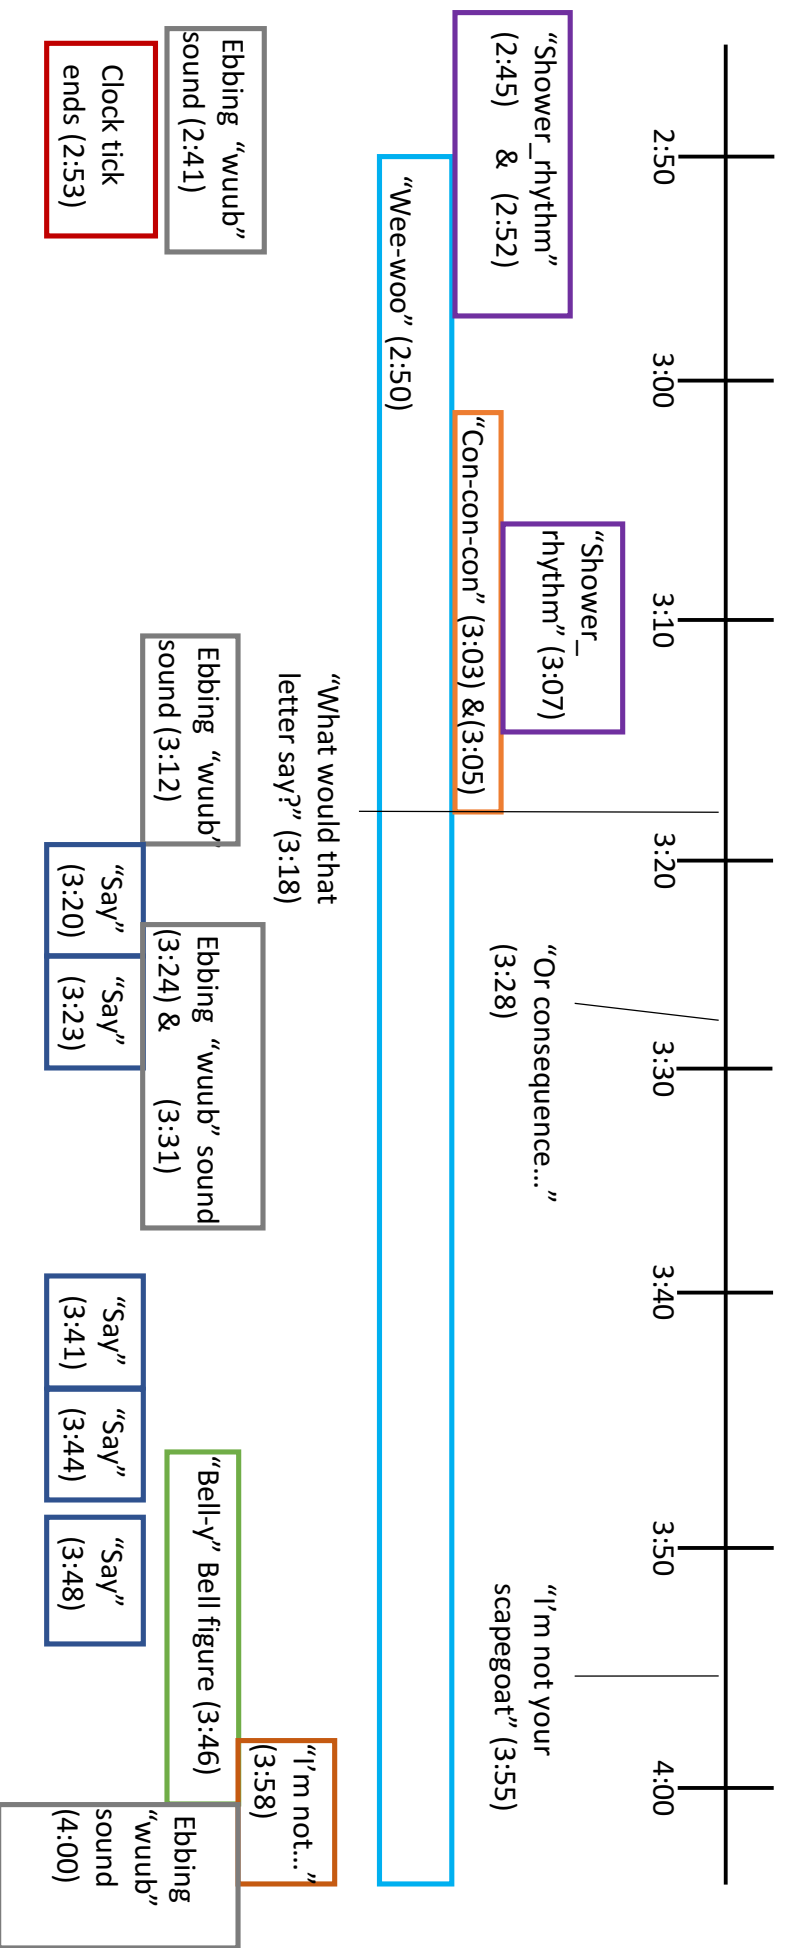 2:50
3:00
3:10
3:20
3:30
3:40
3:50
4:00
“Shower_rhythm”
(2:45) & (2:52)
“Shower_
rhythm” (3:07)
“Con-con-con” (3:03) &(3:05)
“Or consequence… ”
(3:28)
“I’m not your
scapegoat” (3:55)
“Wee-woo” (2:50)
“What would that
letter say?” (3:18)
“I’m not… ”
(3:58)
Ebbing “wuub”
sound (2:41)
Ebbing “wuub”
sound (3:12)
Ebbing “wuub” sound
(3:24) & (3:31)
“Bell-y” Bell figure (3:46)
Ebbing
“wuub”
sound
(4:00)
Clock tick
ends (2:53)
“Say”
(3:20)
“Say”
(3:23)
“Say”
(3:41)
“Say”
(3:44)
“Say”
(3:48)